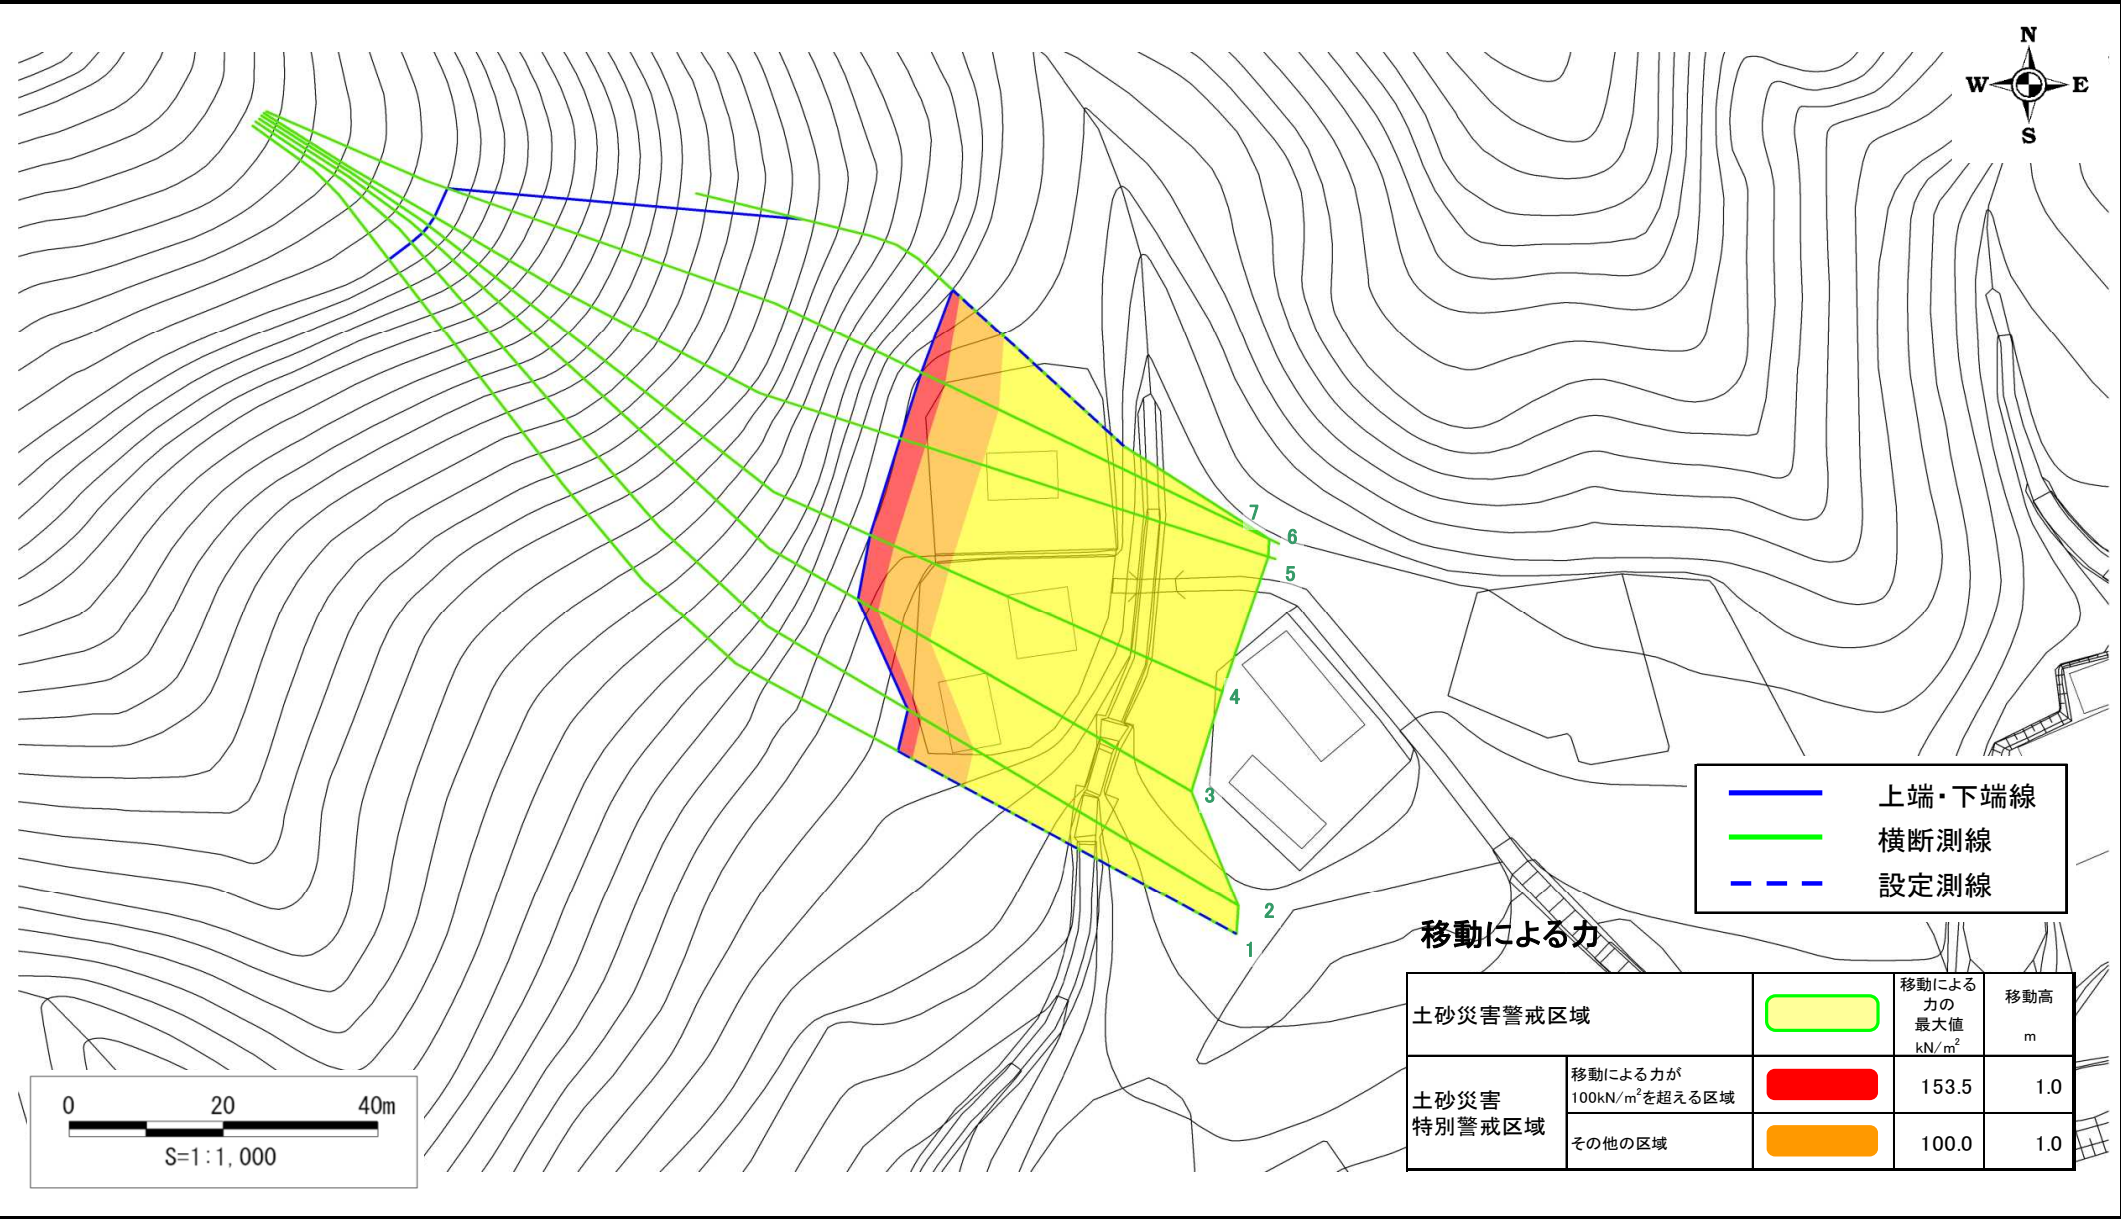 N
W E
S
7
6
5
4
3
2
1
上端・下端線
横断測線
設定測線
移動による力
土砂災害警戒区域
移動による
力の
最大値
kN/m²
移動高
m
土砂災害
特別警戒区域
移動による力が
100kN/m²を超える区域
153.5 1.0
その他の区域
100.0 1.0
0 20 40m
S=1:1,000